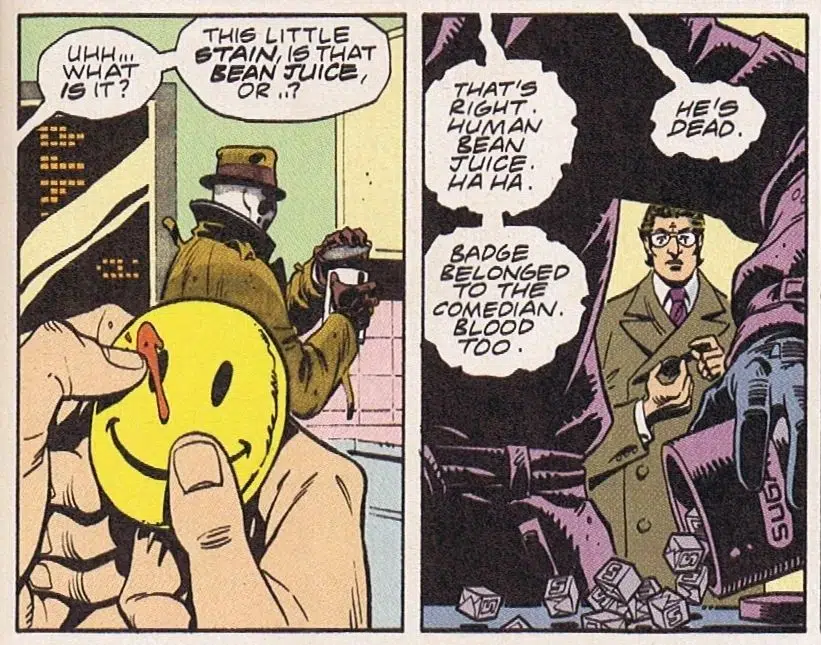 UHH...
WHAT
IS IT?
THIS LITTLE
STAIN, IS THAT
BEAN JUICE,
OR ..?
THAT'S
RIGHT.
HUMAN
BEAN
JUICE.
HA HA.
BADGE
BELONGED
TO THE
COMEDIAN.
BLOOD
TOO.
HE'S
DEAD.
SUG